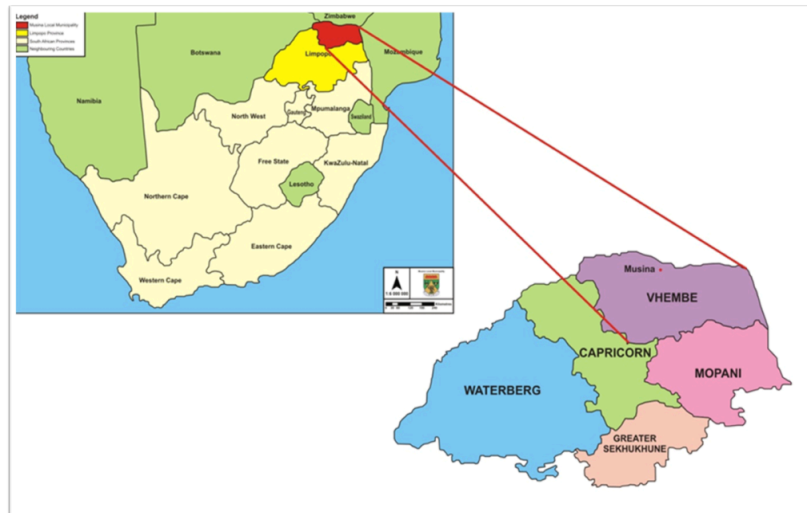 Legend
Musina Local Municipality
Limpopo Province
South African Provinces
Neighbouring Countries
Zimbabwe
Botswana
Limpopo
Mozambique
Namibia
North West
Gauteng
Mpumalanga
Swaziland
Free State
KwaZulu-Natal
Lesotho
Northern Cape
Eastern Cape
Western Cape
N
Musina
VHEMBE
CAPRICORN
MOPANI
WATERBERG
GREATER
SEKHUKHUNE